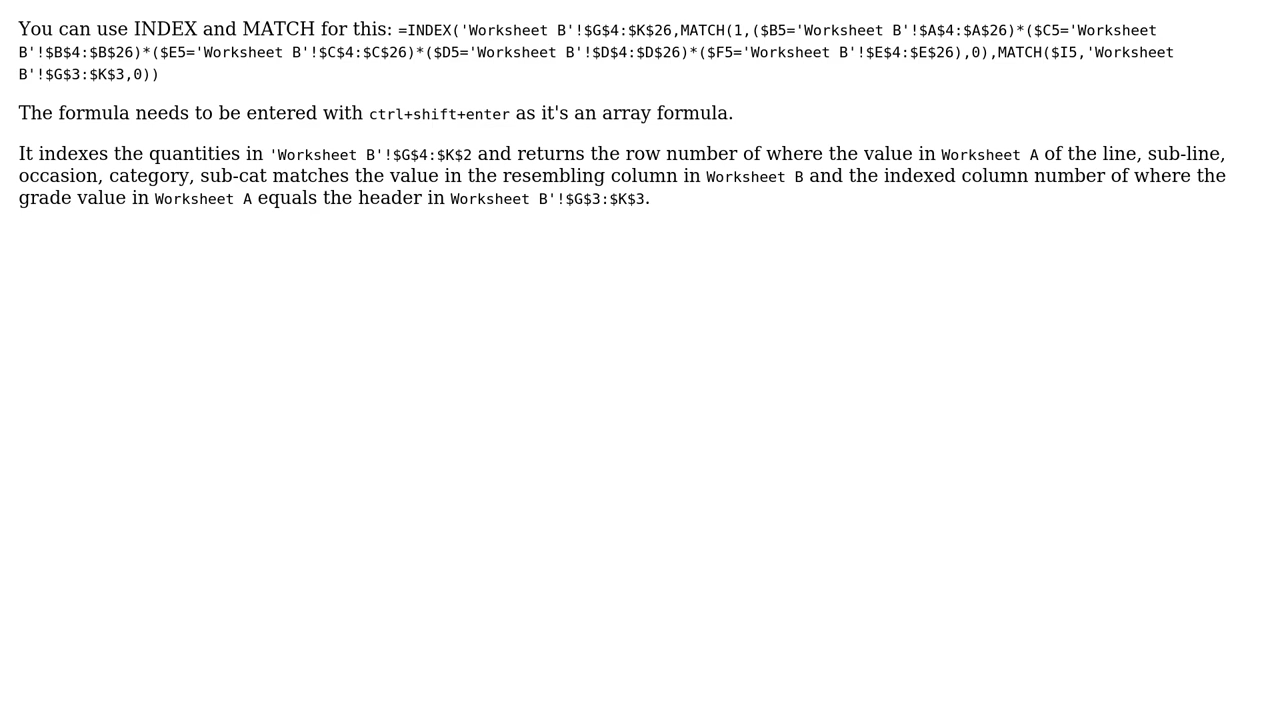 You can use INDEX and MATCH for this: =INDEX('Worksheet B'!$G$4:$K$26,MATCH(1,($B5='Worksheet B'!$A$4:$A$26)*($C5='Worksheet
B'!$B$4:$B$26)*($E5='Worksheet B'!$C$4:$C$26)*($D5='Worksheet B'!$D$4:$D$26)*($F5='Worksheet B'!$E$4:$E$26),0),MATCH($I5,'Worksheet
B'!$G$3:$K$3,0))
The formula needs to be entered with ctrl+shift+enter as it's an array formula.
It indexes the quantities in 'Worksheet B'!$G$4:$K$2 and returns the row number of where the value in Worksheet A of the line, sub-line,
occasion, category, sub-cat matches the value in the resembling column in Worksheet B and the indexed column number of where the
grade value in Worksheet A equals the header in Worksheet B'!$G$3:$K$3.